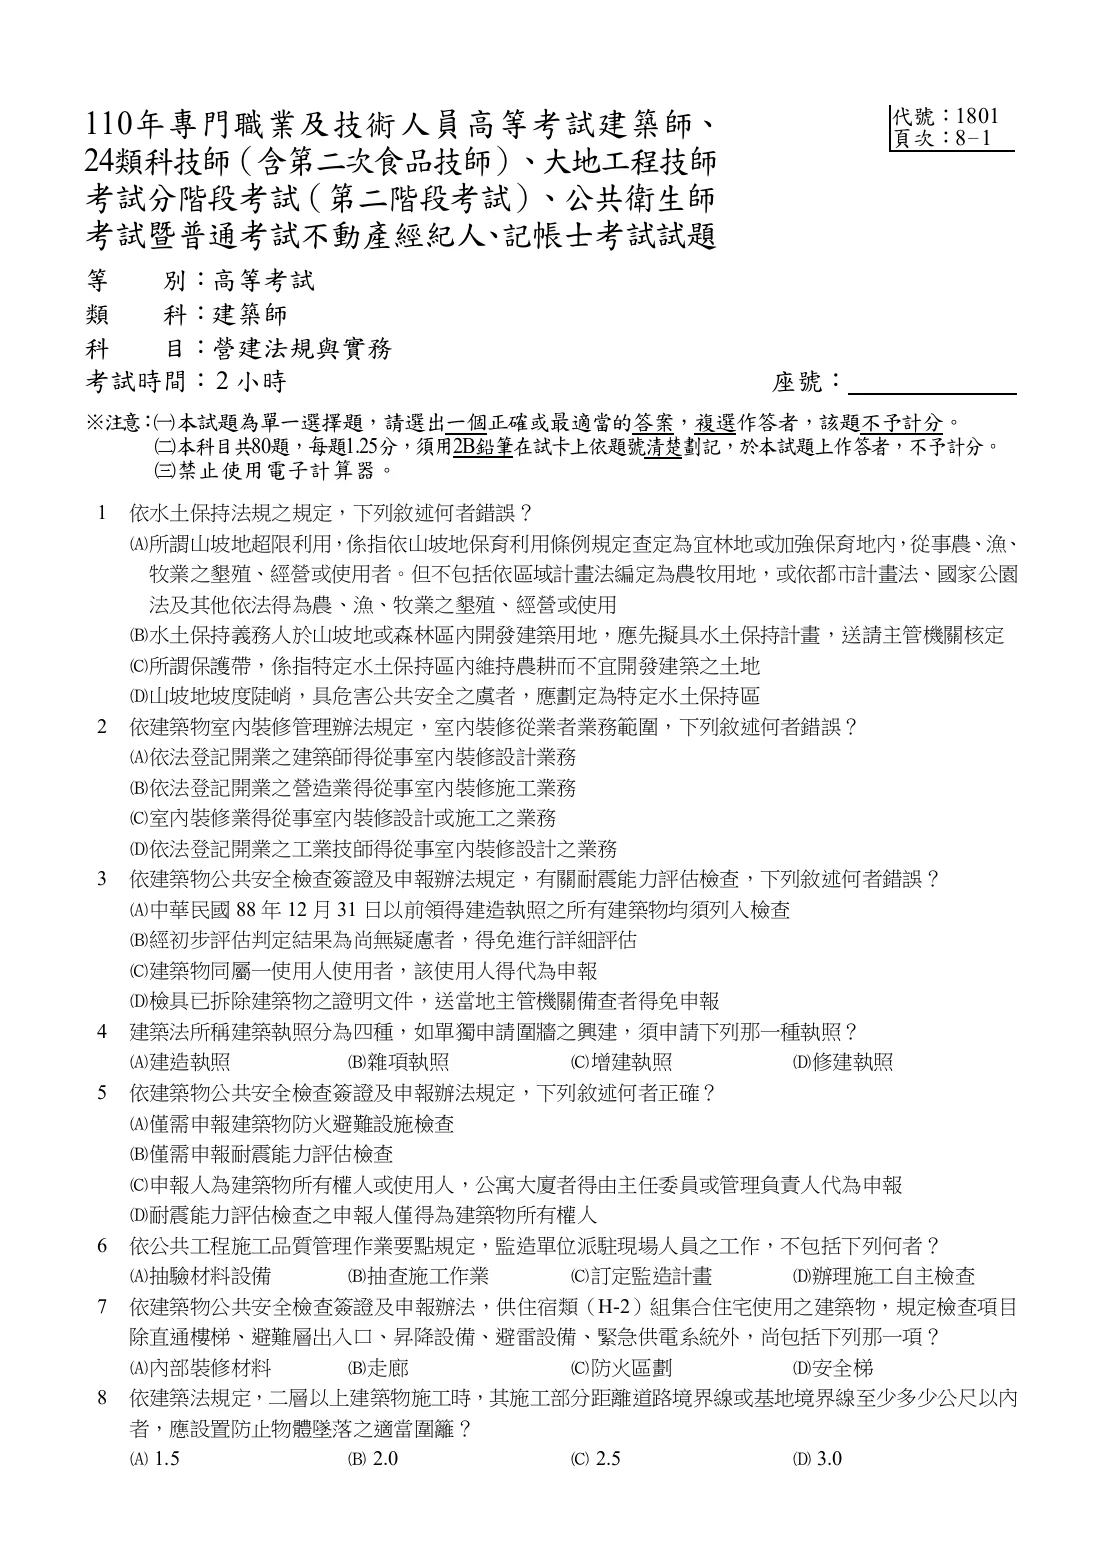 110年專門職業及技術人員高等考試建築師、
24類科技師（含第二次食品技師）、大地工程技師
考試分階段考試（第二階段考試）、公共衛生師
考試暨普通考試不動產經紀人、記帳士考試試題
代號：1801
頁次：8－1
等　　別：高等考試
類　　科：建築師
科　　目：營建法規與實務
考試時間：2 小時
座號：
※注意：㈠本試題為單一選擇題，請選出一個正確或最適當的答案，複選作答者，該題不予計分。
㈡本科目共80題，每題1.25分，須用2B鉛筆在試卡上依題號清楚劃記，於本試題上作答者，不予計分。
㈢禁止使用電子計算器。
1 依水土保持法規之規定，下列敘述何者錯誤？
(A)所謂山坡地超限利用，係指依山坡地保育利用條例規定查定為宜林地或加強保育地內，從事農、漁、
牧業之墾殖、經營或使用者。但不包括依區域計畫法編定為農牧用地，或依都市計畫法、國家公園
法及其他依法得為農、漁、牧業之墾殖、經營或使用
(B)水土保持義務人於山坡地或森林區內開發建築用地，應先擬具水土保持計畫，送請主管機關核定
(C)所謂保護帶，係指特定水土保持區內維持農耕而不宜開發建築之土地
(D)山坡地坡度陡峭，具危害公共安全之虞者，應劃定為特定水土保持區
2 依建築物室內裝修管理辦法規定，室內裝修從業者業務範圍，下列敘述何者錯誤？
(A)依法登記開業之建築師得從事室內裝修設計業務
(B)依法登記開業之營造業得從事室內裝修施工業務
(C)室內裝修業得從事室內裝修設計或施工之業務
(D)依法登記開業之工業技師得從事室內裝修設計之業務
3 依建築物公共安全檢查簽證及申報辦法規定，有關耐震能力評估檢查，下列敘述何者錯誤？
(A)中華民國 88 年 12 月 31 日以前領得建造執照之所有建築物均須列入檢查
(B)經初步評估判定結果為尚無疑慮者，得免進行詳細評估
(C)建築物同屬一使用人使用者，該使用人得代為申報
(D)檢具已拆除建築物之證明文件，送當地主管機關備查者得免申報
4 建築法所稱建築執照分為四種，如單獨申請圍牆之興建，須申請下列那一種執照？
(A)建造執照 (B)雜項執照 (C)增建執照 (D)修建執照
5 依建築物公共安全檢查簽證及申報辦法規定，下列敘述何者正確？
(A)僅需申報建築物防火避難設施檢查
(B)僅需申報耐震能力評估檢查
(C)申報人為建築物所有權人或使用人，公寓大廈者得由主任委員或管理負責人代為申報
(D)耐震能力評估檢查之申報人僅得為建築物所有權人
6 依公共工程施工品質管理作業要點規定，監造單位派駐現場人員之工作，不包括下列何者？
(A)抽驗材料設備 (B)抽查施工作業 (C)訂定監造計畫 (D)辦理施工自主檢查
7 依建築物公共安全檢查簽證及申報辦法，供住宿類（H-2）組集合住宅使用之建築物，規定檢查項目
除直通樓梯、避難層出入口、昇降設備、避雷設備、緊急供電系統外，尚包括下列那一項？
(A)內部裝修材料 (B)走廊 (C)防火區劃 (D)安全梯
8 依建築法規定，二層以上建築物施工時，其施工部分距離道路境界線或基地境界線至少多少公尺以內
者，應設置防止物體墜落之適當圍籬？
(A) 1.5 (B) 2.0 (C) 2.5 (D) 3.0